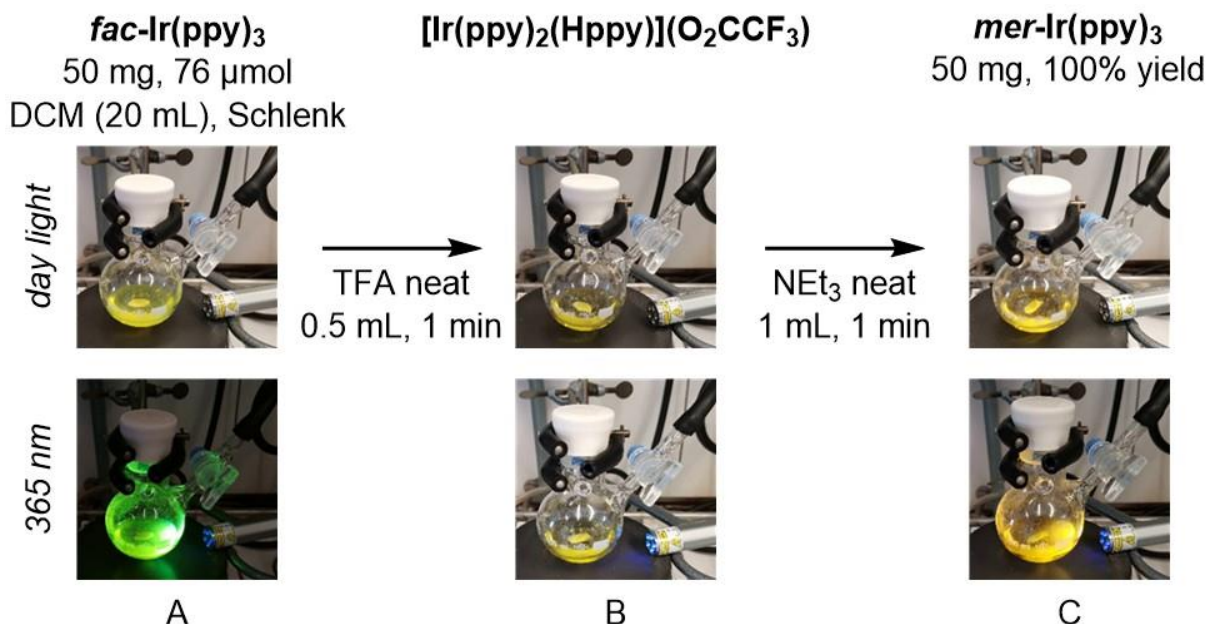 fac-Ir(ppy)₃
50 mg, 76 µmol
DCM (20 mL), Schlenk
[Ir(ppy)₂(Hppy)](O₂CCF₃)
mer-Ir(ppy)₃
50 mg, 100% yield
day light
TFA neat
0.5 mL, 1 min
NEt₃ neat
1 mL, 1 min
365 nm
A
B
C